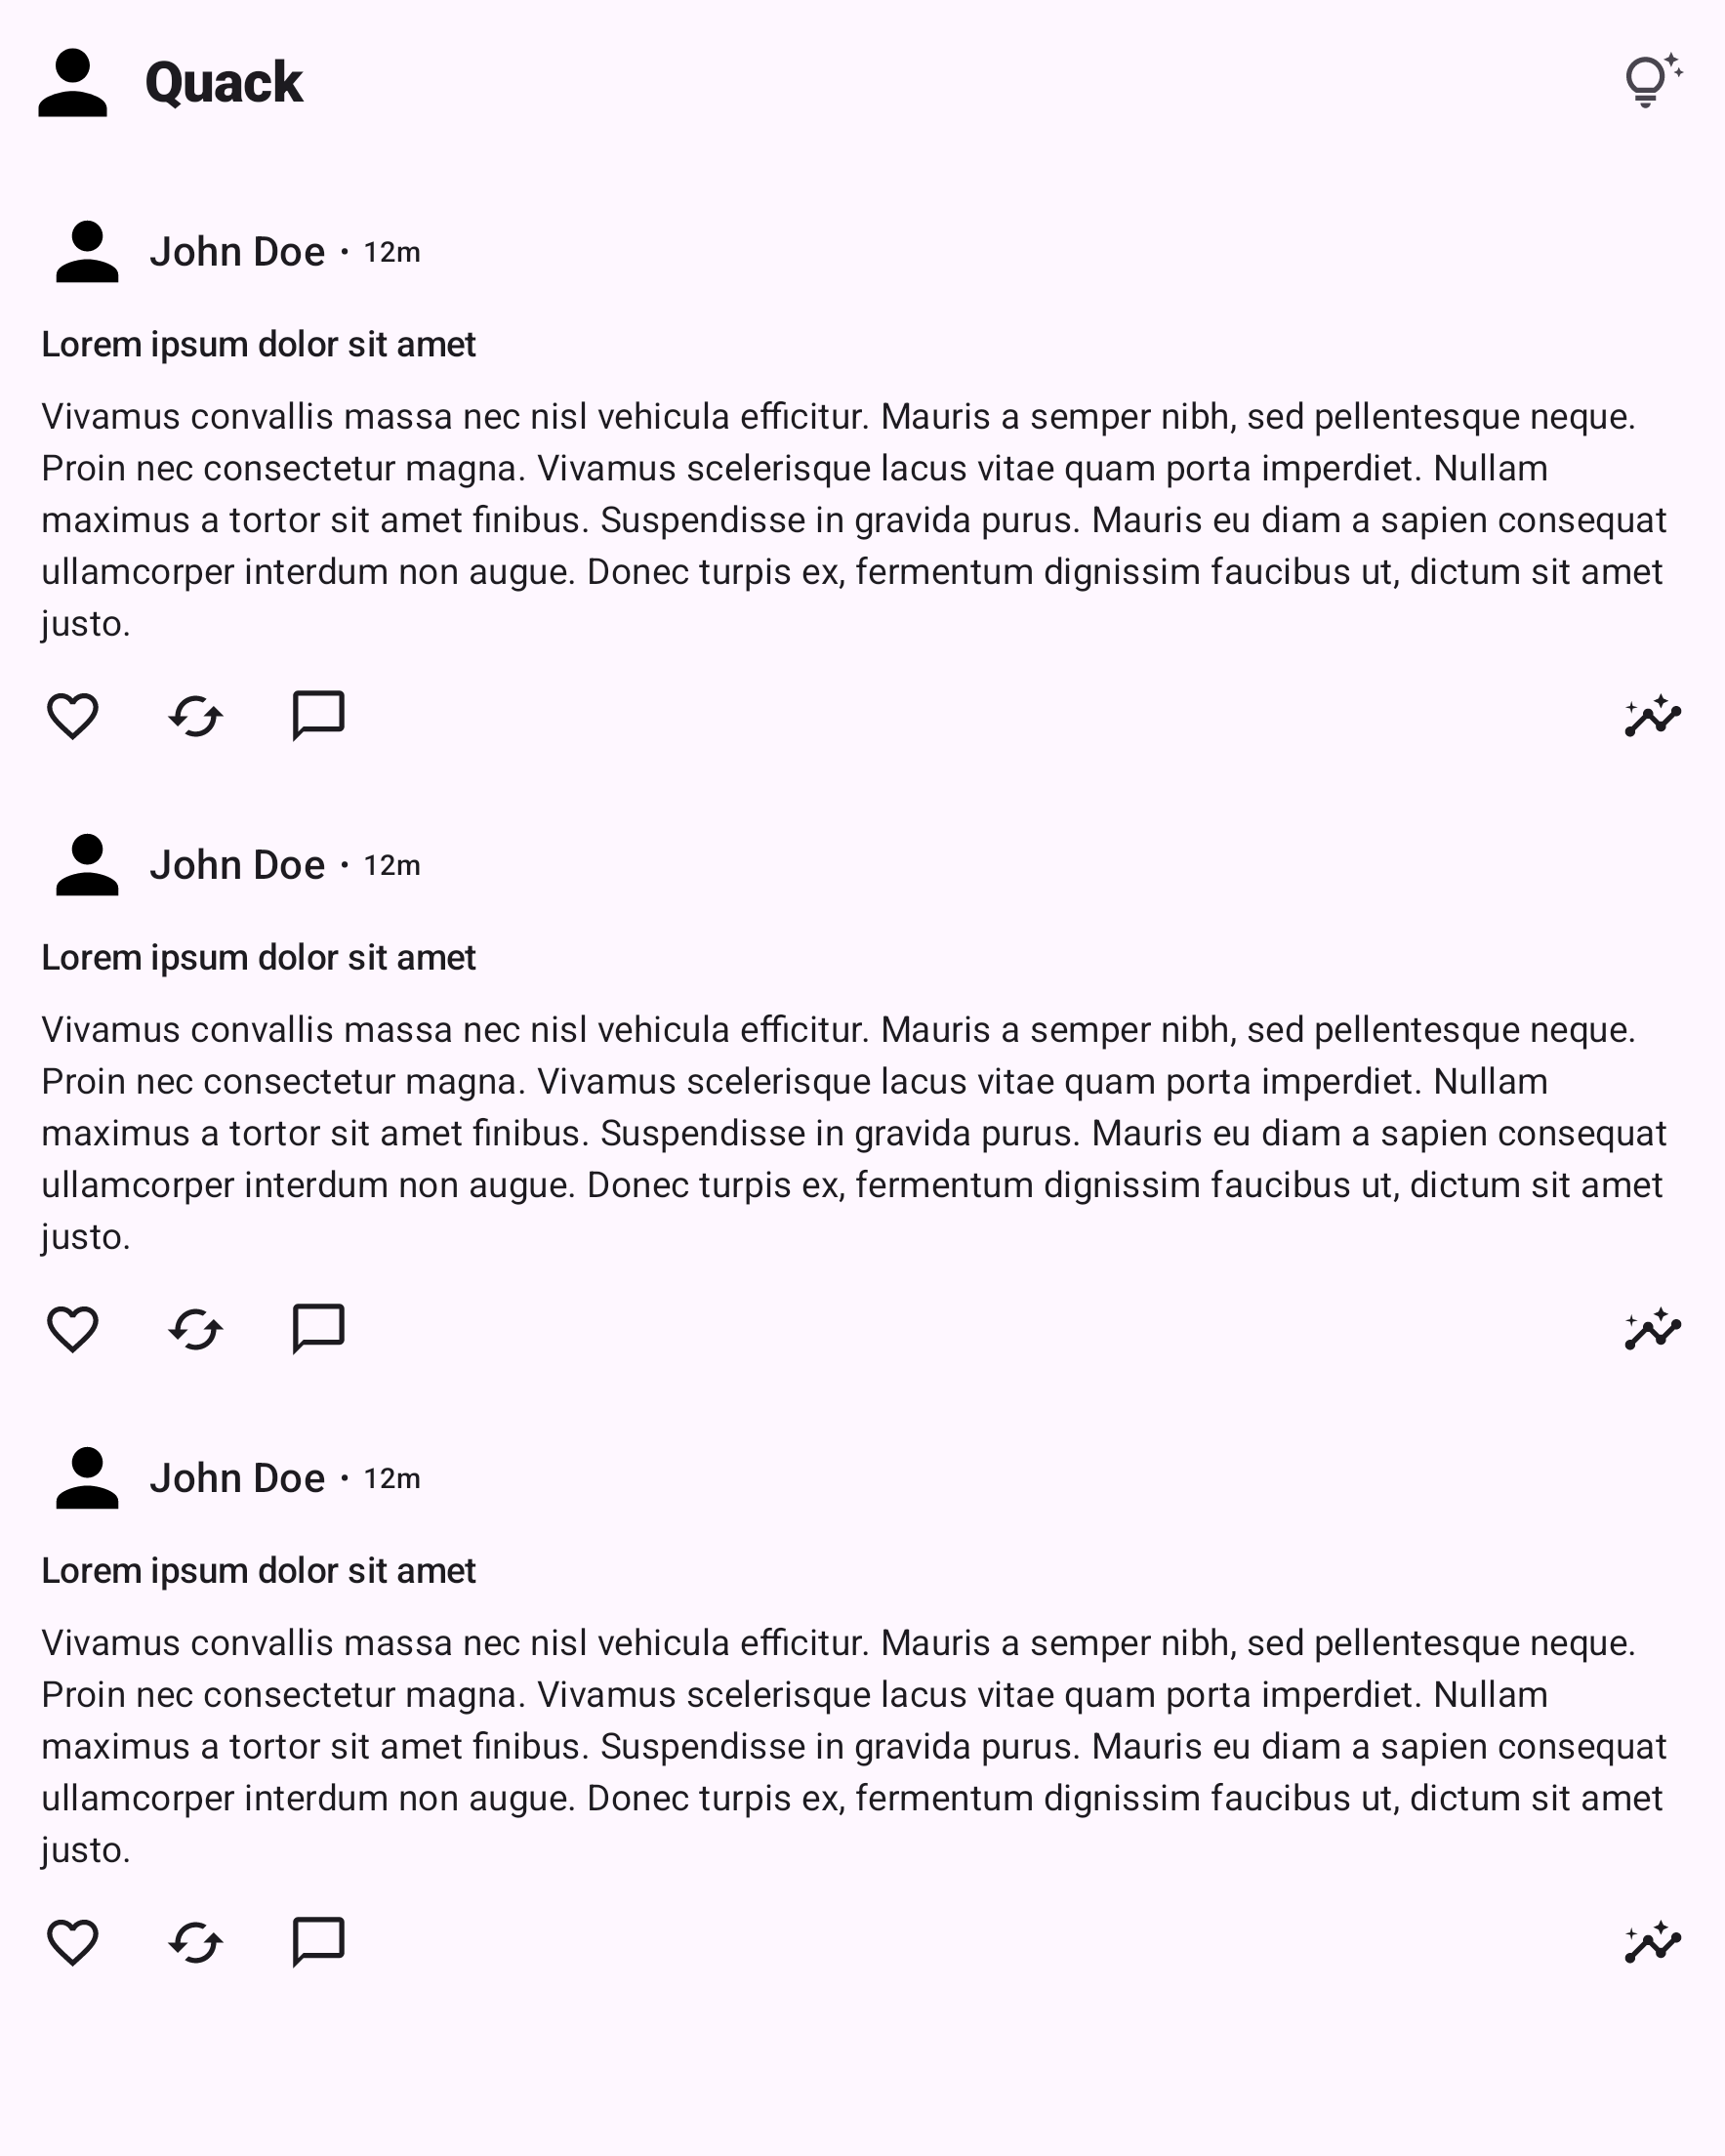 Quack
John Doe · 12m
Lorem ipsum dolor sit amet
Vivamus convallis massa nec nisl vehicula efficitur. Mauris a semper nibh, sed pellentesque neque.
Proin nec consectetur magna. Vivamus scelerisque lacus vitae quam porta imperdiet. Nullam
maximus a tortor sit amet finibus. Suspendisse in gravida purus. Mauris eu diam a sapien consequat
ullamcorper interdum non augue. Donec turpis ex, fermentum dignissim faucibus ut, dictum sit amet
justo.
John Doe · 12m
Lorem ipsum dolor sit amet
Vivamus convallis massa nec nisl vehicula efficitur. Mauris a semper nibh, sed pellentesque neque.
Proin nec consectetur magna. Vivamus scelerisque lacus vitae quam porta imperdiet. Nullam
maximus a tortor sit amet finibus. Suspendisse in gravida purus. Mauris eu diam a sapien consequat
ullamcorper interdum non augue. Donec turpis ex, fermentum dignissim faucibus ut, dictum sit amet
justo.
John Doe · 12m
Lorem ipsum dolor sit amet
Vivamus convallis massa nec nisl vehicula efficitur. Mauris a semper nibh, sed pellentesque neque.
Proin nec consectetur magna. Vivamus scelerisque lacus vitae quam porta imperdiet. Nullam
maximus a tortor sit amet finibus. Suspendisse in gravida purus. Mauris eu diam a sapien consequat
ullamcorper interdum non augue. Donec turpis ex, fermentum dignissim faucibus ut, dictum sit amet
justo.